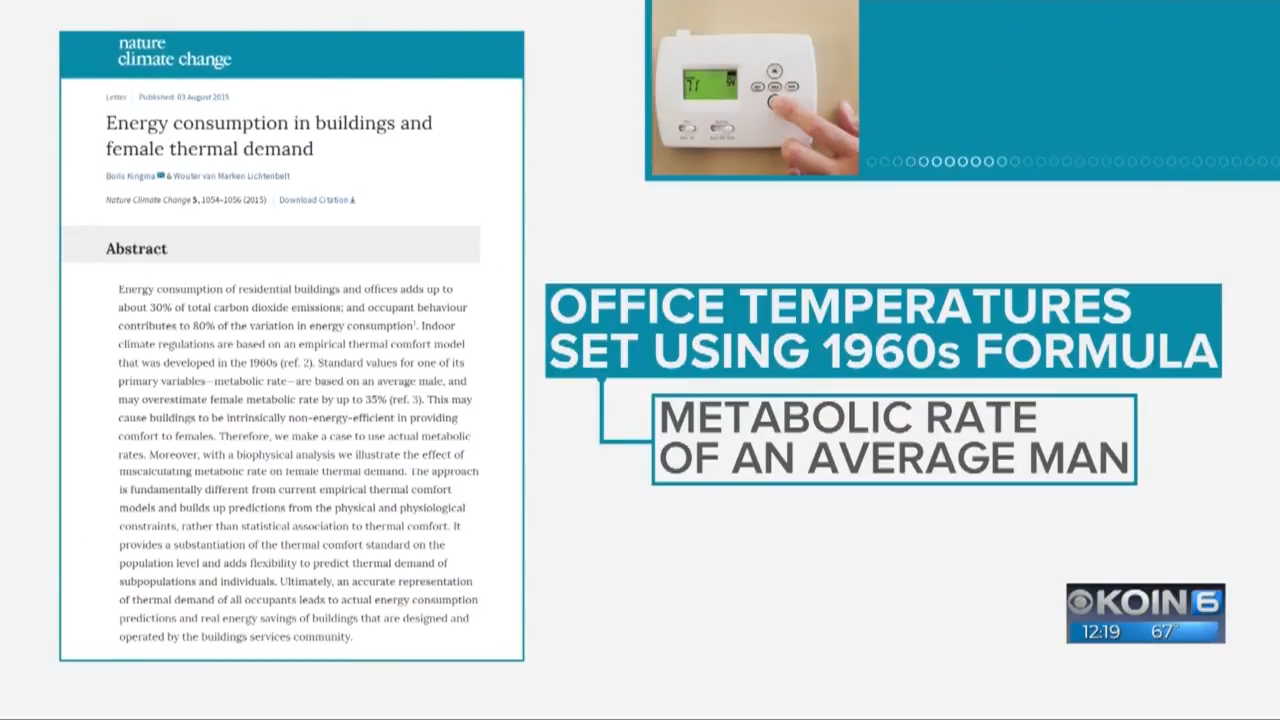 nature
climate change
Letter | Published: 03 August 2015
Energy consumption in buildings and
female thermal demand
Boris Kingma & Wouter van Marken Lichtenbelt
Nature Climate Change 5, 1054–1056 (2015) | Download Citation
Abstract
Energy consumption of residential buildings and offices adds up to
about 30% of total carbon dioxide emissions; and occupant behaviour
contributes to 80% of the variation in energy consumption1. Indoor
climate regulations are based on an empirical thermal comfort model
that was developed in the 1960s (ref. 2). Standard values for one of its
primary variables—metabolic rate—are based on an average male, and
may overestimate female metabolic rate by up to 35% (ref. 3). This may
cause buildings to be intrinsically non-energy-efficient in providing
comfort to females. Therefore, we make a case to use actual metabolic
rates. Moreover, with a biophysical analysis we illustrate the effect of
miscalculating metabolic rate on female thermal demand. The approach
is fundamentally different from current empirical thermal comfort
models and builds up predictions from the physical and physiological
constraints, rather than statistical association to thermal comfort. It
provides a substantiation of the thermal comfort standard on the
population level and adds flexibility to predict thermal demand of
subpopulations and individuals. Ultimately, an accurate representation
of thermal demand of all occupants leads to actual energy consumption
predictions and real energy savings of buildings that are designed and
operated by the buildings services community.
71
OFFICE TEMPERATURES
SET USING 1960s FORMULA
METABOLIC RATE
OF AN AVERAGE MAN
KOIN 6
12:19 67°